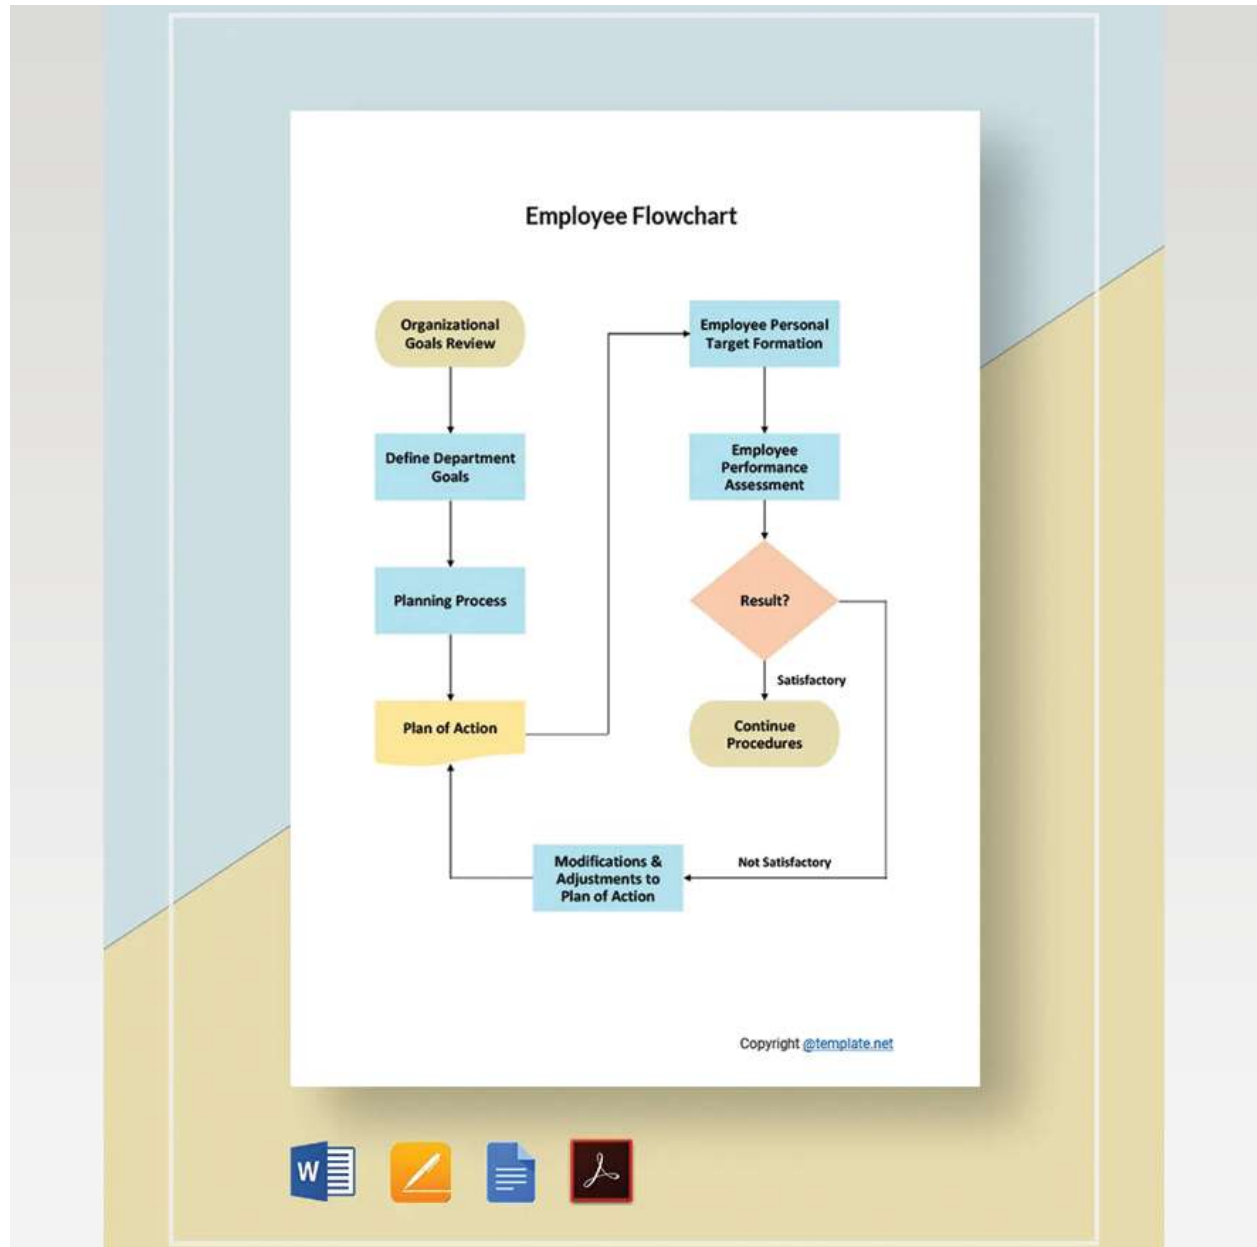 Employee Flowchart
Organizational
Goals Review
Define Department
Goals
Planning Process
Plan of Action
Employee Personal
Target Formation
Employee
Performance
Assessment
Result?
Satisfactory
Continue
Procedures
Not Satisfactory
Modifications &
Adjustments to
Plan of Action
Copyright @template.net
W